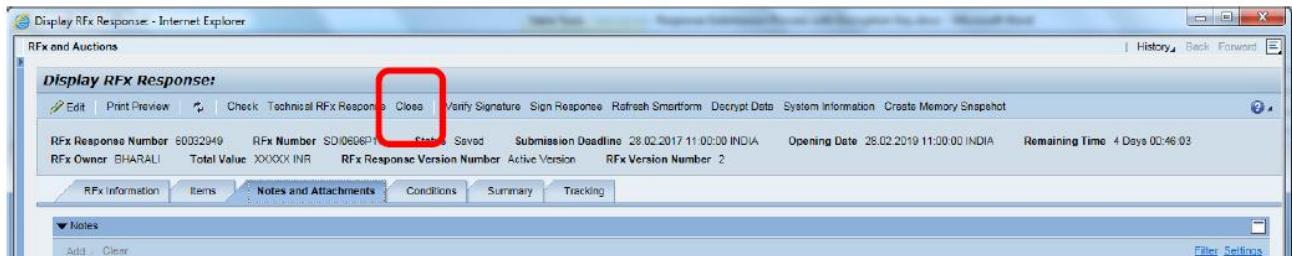 Display RFx Response: - Internet Explorer
RFx and Auctions
History Back Forward
Display RFx Response:
Edit Print Preview Check Technical RFx Response Close Verify Signature Sign Response Refresh Smartform Decrypt Data System Information Create Memory Snapshot
RFx Response Number 60032949 RFx Number SDI0696P1 Status Saved Submission Deadline 28.02.2017 11:00:00 INDIA Opening Date 28.02.2019 11:00:00 INDIA Remaining Time 4 Days 00:46:03
RFx Owner BHARALI Total Value XXXXX INR RFx Response Version Number Active Version RFx Version Number 2
RFx Information Items Notes and Attachments Conditions Summary Tracking
Notes
Add Clear Filter Settings